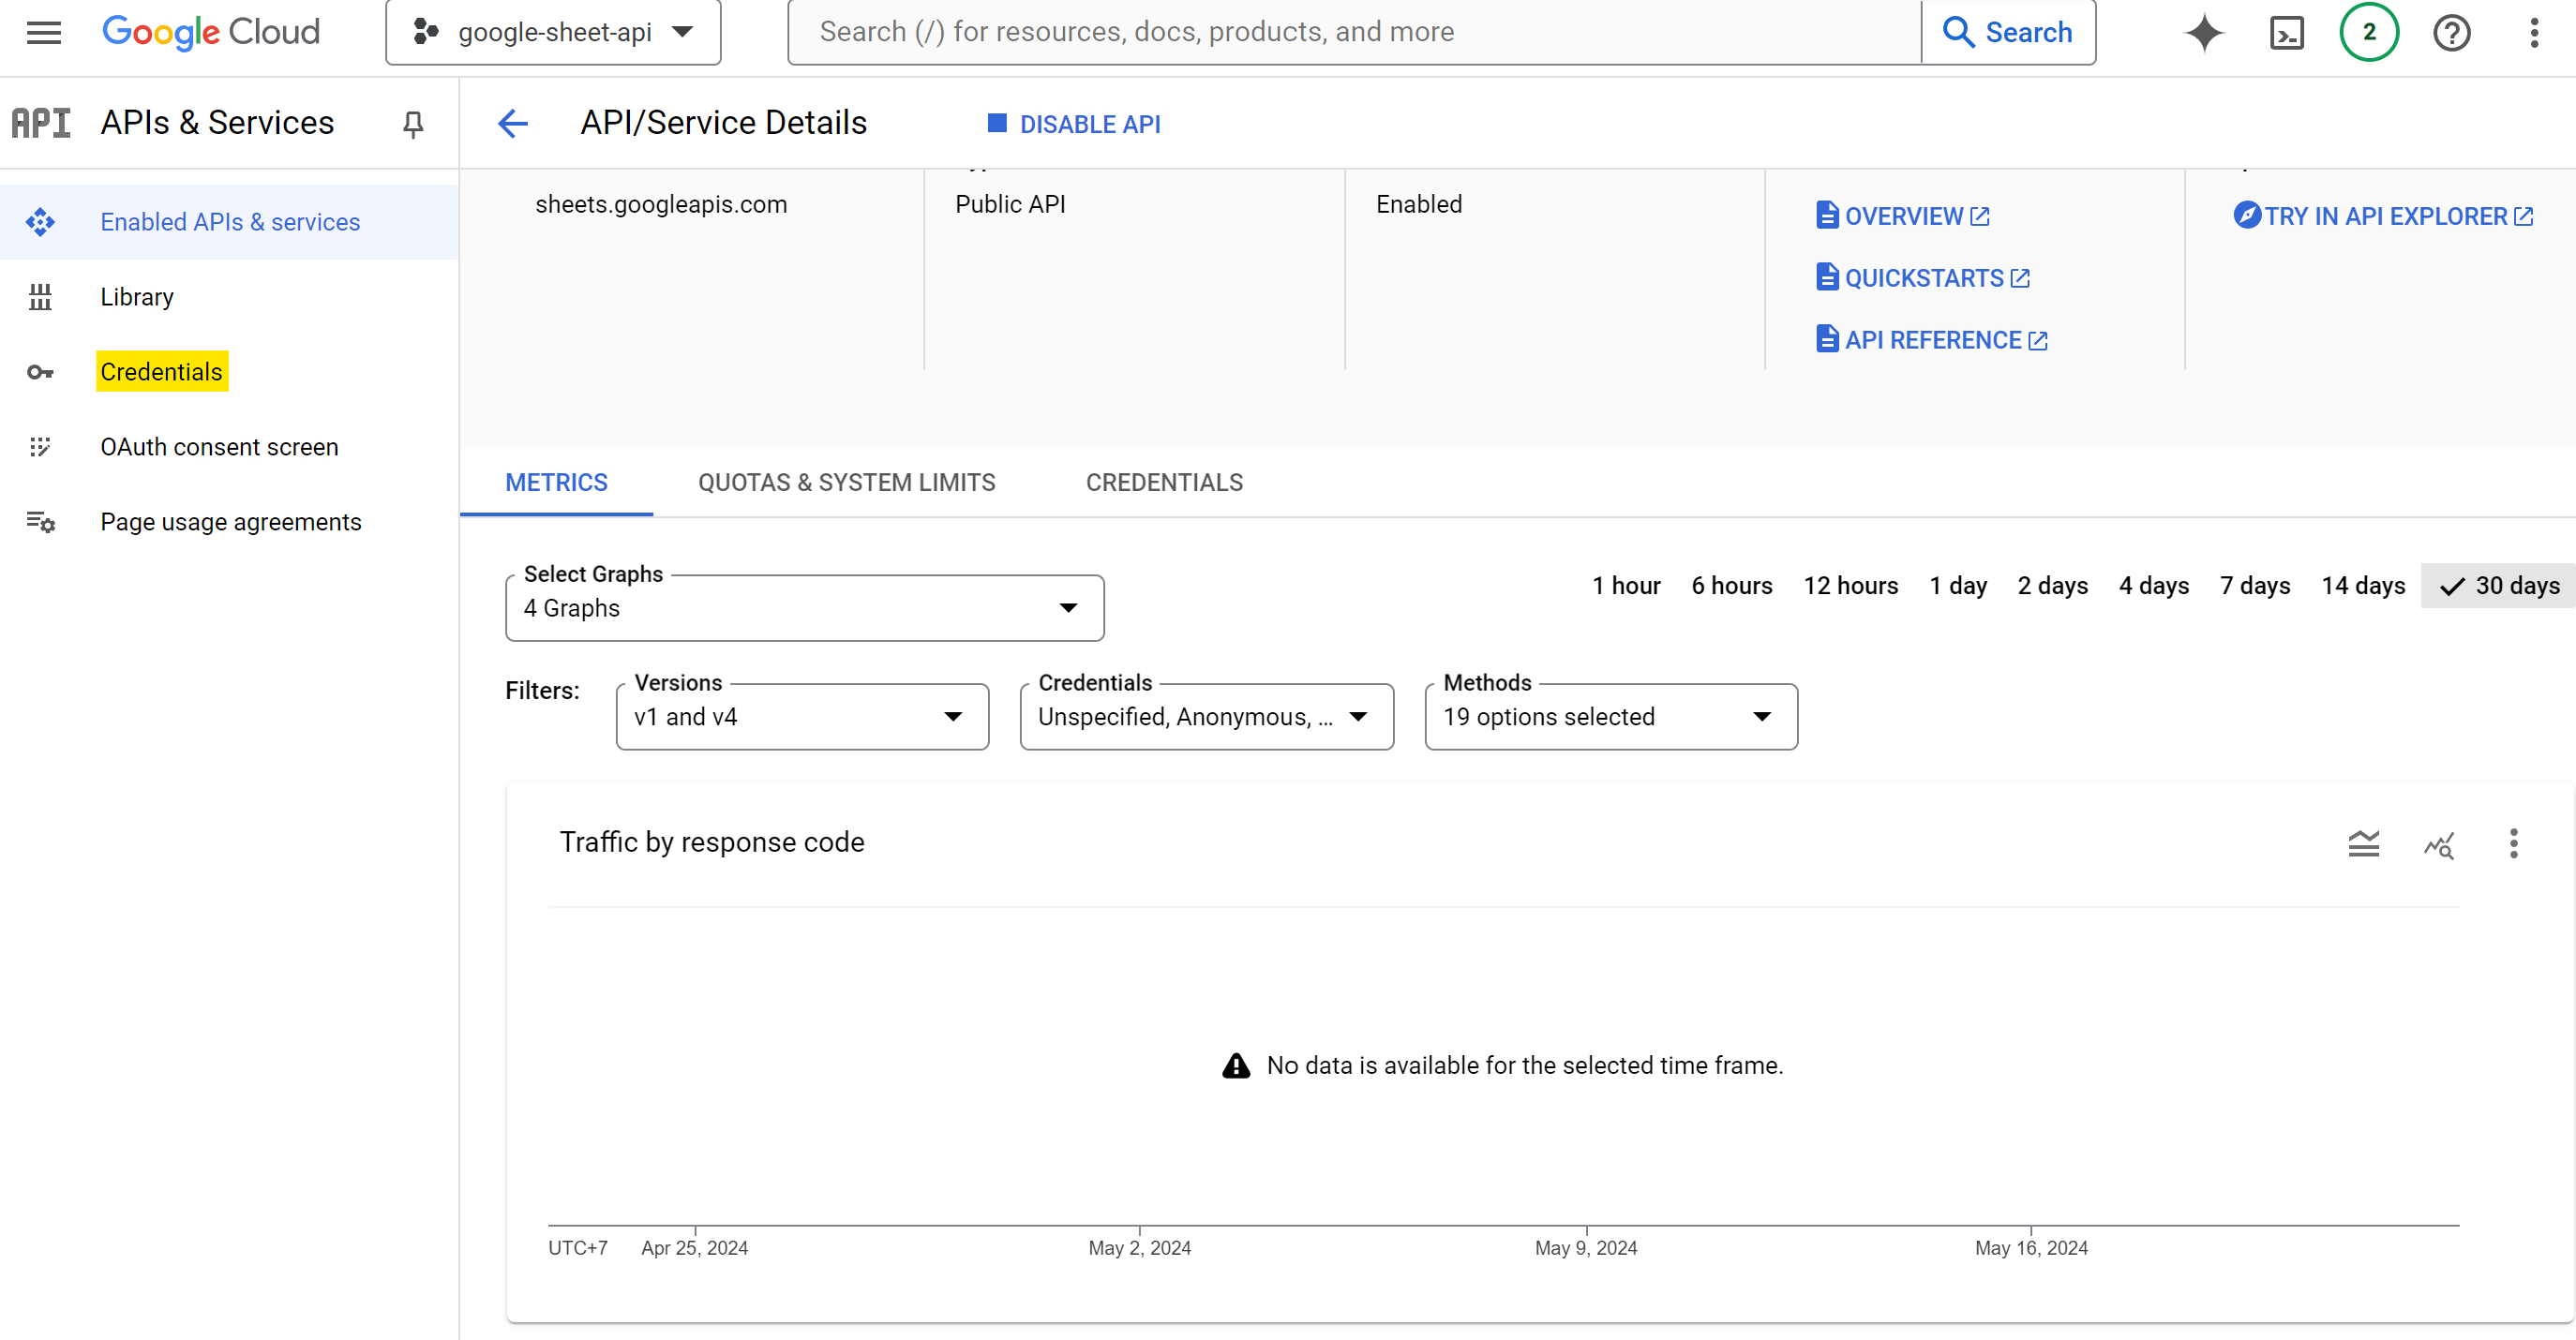 Google Cloud
google-sheet-api
Search (/) for resources, docs, products, and more
Search
2
API
APIs & Services
API/Service Details
DISABLE API
Enabled APIs & services
Library
Credentials
OAuth consent screen
Page usage agreements
sheets.googleapis.com
Public API
Enabled
OVERVIEW
QUICKSTARTS
API REFERENCE
TRY IN API EXPLORER
METRICS
QUOTAS & SYSTEM LIMITS
CREDENTIALS
Select Graphs
4 Graphs
1 hour 6 hours 12 hours 1 day 2 days 4 days 7 days 14 days 30 days
Filters:
Versions
v1 and v4
Credentials
Unspecified, Anonymous, ...
Methods
19 options selected
Traffic by response code
No data is available for the selected time frame.
UTC+7 Apr 25, 2024 May 2, 2024 May 9, 2024 May 16, 2024